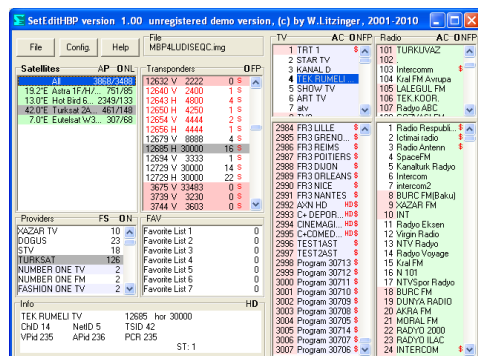 SetEditHBP version 1.00 unregistered demo version, (c) by W.Litzinger, 2001-2010
File Config. Help
File
MBP4LUDISEQC.img
Satellites AP - ONL
All 3868/3488
19.2°E Astra 1F/H/... 751/85
13.0°E Hot Bird 6... 2349/133
42.0°E Turksat 2A... 461/148
7.0°E Eutelsat W3... 307/68
Transponders OFP
12632 V 2222 0 S
12640 V 2400 1 S
12643 H 4800 4 S
12650 H 4250 1 S
12654 V 4444 2 S
12656 H 4444 1 S
12679 V 8888 4 S
12685 H 30000 16 S
12694 V 3333 1 S
12729 V 30000 14 S
12729 H 30000 22 S
3675 V 33483 0 S
3739 V 3230 0 S
3744 V 3603 0 S
Providers FS ON
XAZAR TV 10
DOGUS 23
STV 18
TURKSAT 126
NUMBER ONE TV 2
NUMBER ONE FM 2
FASHION ONE TV 2
FAV
Favorite List 1 0
Favorite List 2 0
Favorite List 3 0
Favorite List 4 0
Favorite List 5 0
Favorite List 6 0
Favorite List 7 0
Info HD
TEK RUMELI TV 12685 hor 30000
ChID 14 NetID 5 TSID 42
VPid 235 APid 236 PCR 235
ST: 1
TV AC ONFP
1 TRT 1 $
2 STAR TV
3 KANAL D
4 TEK RUMELI ...
5 SHOW TV
6 ART TV
7 atv
2984 FR3 LILLE $
2985 FR3 GRENO... $
2986 FR3 REIMS $
2987 FR3 POITIERS $
2988 FR3 DIJON $
2989 FR3 ORLEANS $
2990 FR3 NICE $
2991 FR3 NANTES $
2992 AXN HD HD$
2993 C+ DEPOR... HD$
2994 CINEMAGI... HD$
2995 C+COMED... HD$
2996 TEST1AST $
2997 TEST2AST $
2998 Program 30713 $
2999 Program 30712 $
3000 Program 30711 $
3001 Program 30710 $
3002 Program 30709 $
3003 Program 30708 $
3004 Program 30705 $
3005 Program 30714 $
3006 Program 30707 $
3007 Program 30706 $
Radio AC ONFP
101 TURKUVAZ
102 .
103 Intercomm $
104 Kral FM Avrupa
105 LALEGUL FM
106 TEK.KOOR.
107 Radyo ABC
1 Radio Respubli.. $
2 Ictimai radio $
3 Radio Antenn $
4 SpaceFM
5 Kanalturk Radyo
6 Intercom
7 intercom2
8 BURC FM(Baku)
9 XAZAR FM
10 INT
11 Radyo Eksen
12 Virgin Radio
13 NTV Radyo
14 Radyo Voyage
15 Kral FM
16 N 101
17 NTVSpor Radyo
18 BURC FM
19 DUNYA RADIO
20 AKRA FM
21 MORAL FM
22 RADYO 2000
23 RADYO ILAC
24 INTERCOM $